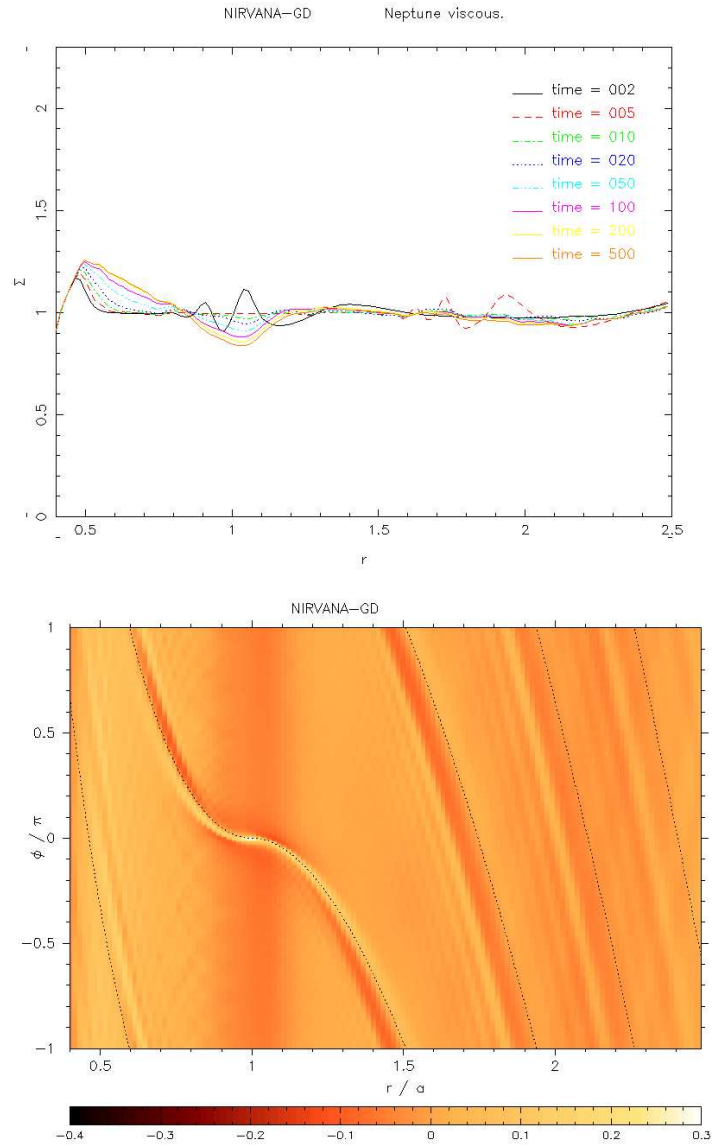 NIRVANA-GD Neptune viscous.
Σ
2
1.5
1
0.5
0
time = 002
time = 005
time = 010
time = 020
time = 050
time = 100
time = 200
time = 500
0.5 1 1.5 2 2.5
r
NIRVANA-GD
φ / π
1
0.5
0
-0.5
-1
0.5 1 1.5 2
r / a
-0.4 -0.3 -0.2 -0.1 0 0.1 0.2 0.3